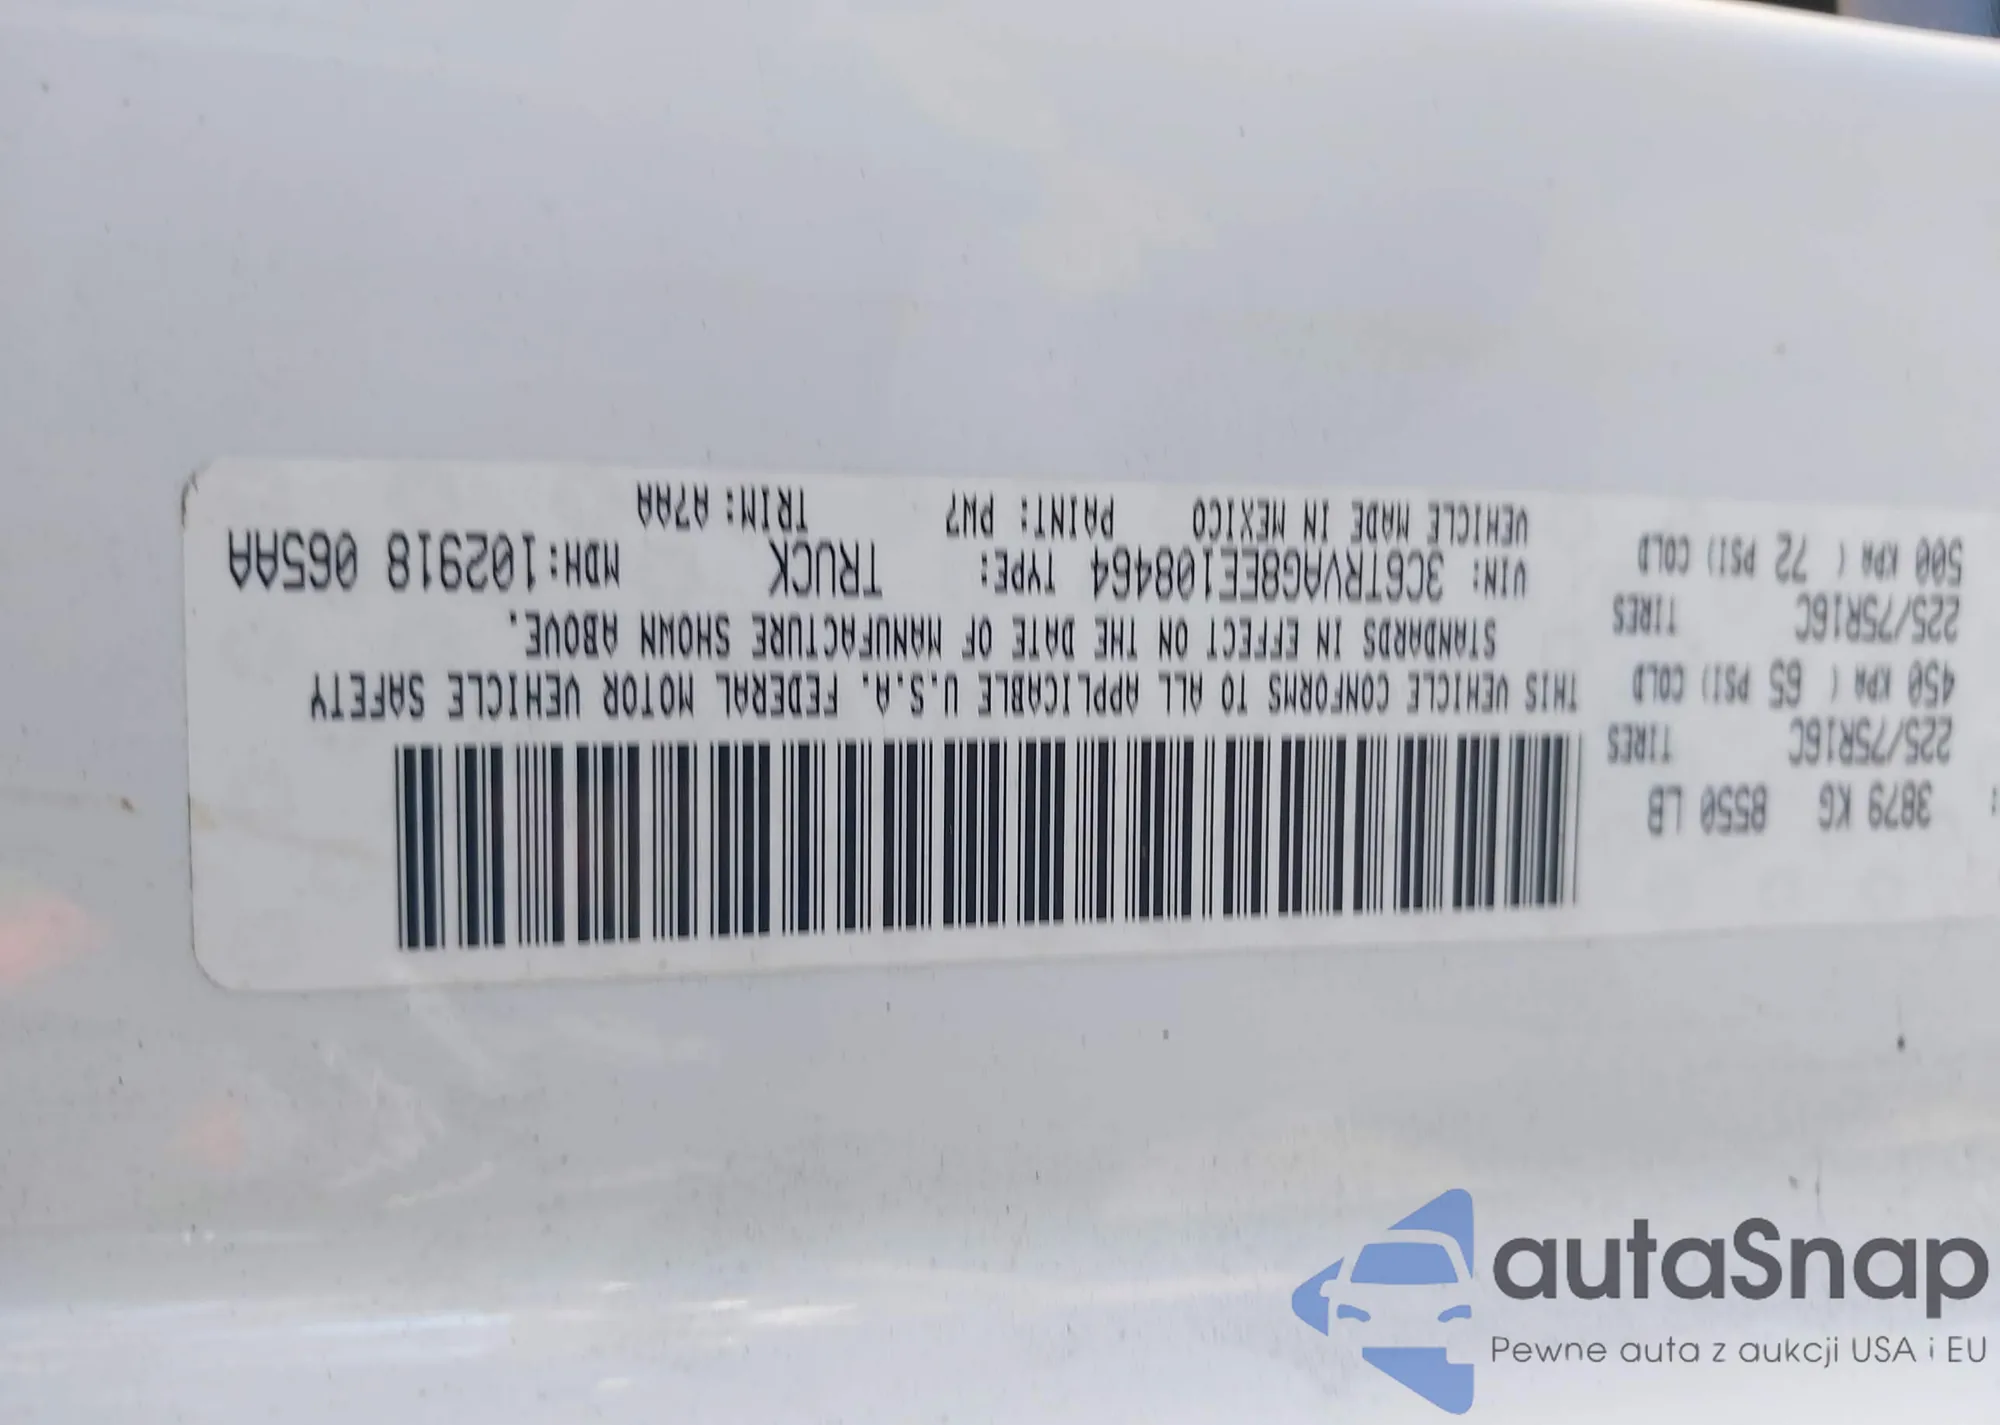 3879 KG 8550 LB
225/75R16C TIRES
450 KPA ( 65 PSI) COLD
225/75R16C TIRES
500 KPA ( 72 PSI) COLD
THIS VEHICLE CONFORMS TO ALL APPLICABLE U.S.A. FEDERAL MOTOR VEHICLE SAFETY
STANDARDS IN EFFECT ON THE DATE OF MANUFACTURE SHOWN ABOVE.
VIN: 3C6TRVAG8EE108464 TYPE: TRUCK MDH:102918 065AA
VEHICLE MADE IN MEXICO PAINT: PW7 TRIM: A7AA
autaSnap
Pewne auta z aukcji USA i EU